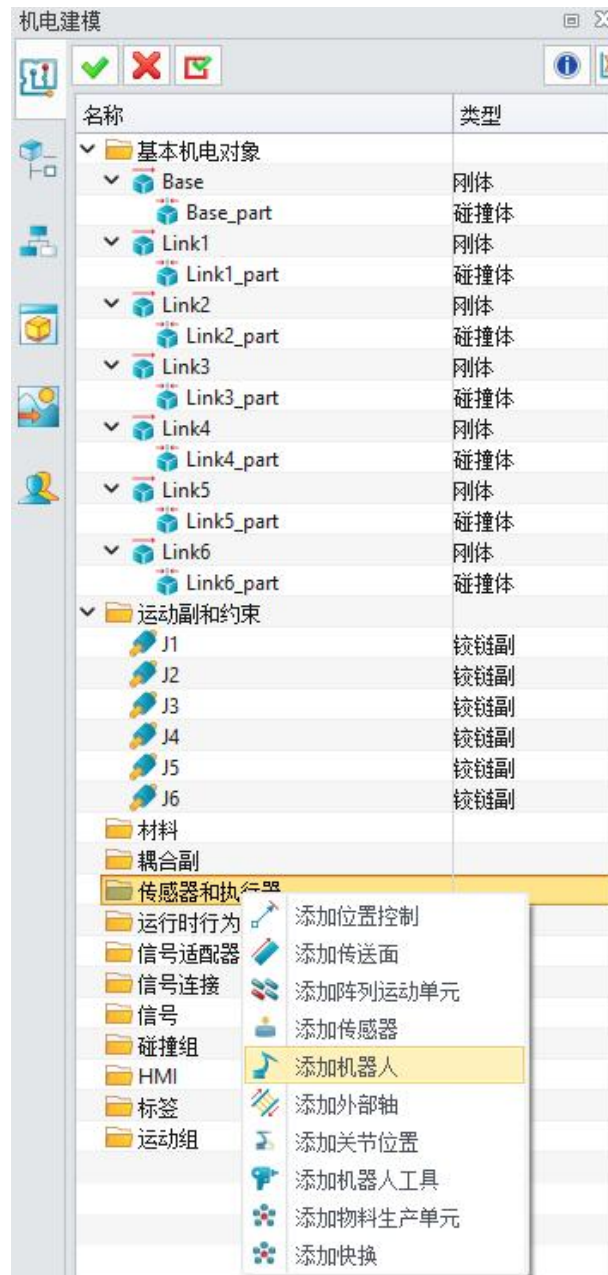 机电建模
名称 类型
基本机电对象
Base 刚体
Base_part 碰撞体
Link1 刚体
Link1_part 碰撞体
Link2 刚体
Link2_part 碰撞体
Link3 刚体
Link3_part 碰撞体
Link4 刚体
Link4_part 碰撞体
Link5 刚体
Link5_part 碰撞体
Link6 刚体
Link6_part 碰撞体
运动副和约束
J1 铰链副
J2 铰链副
J3 铰链副
J4 铰链副
J5 铰链副
J6 铰链副
材料
耦合副
传感器和执行器
运行时行为
信号适配器
信号连接
信号
碰撞组
HMI
标签
运动组
添加位置控制
添加传送面
添加阵列运动单元
添加传感器
添加机器人
添加外部轴
添加关节位置
添加机器人工具
添加物料生产单元
添加快换